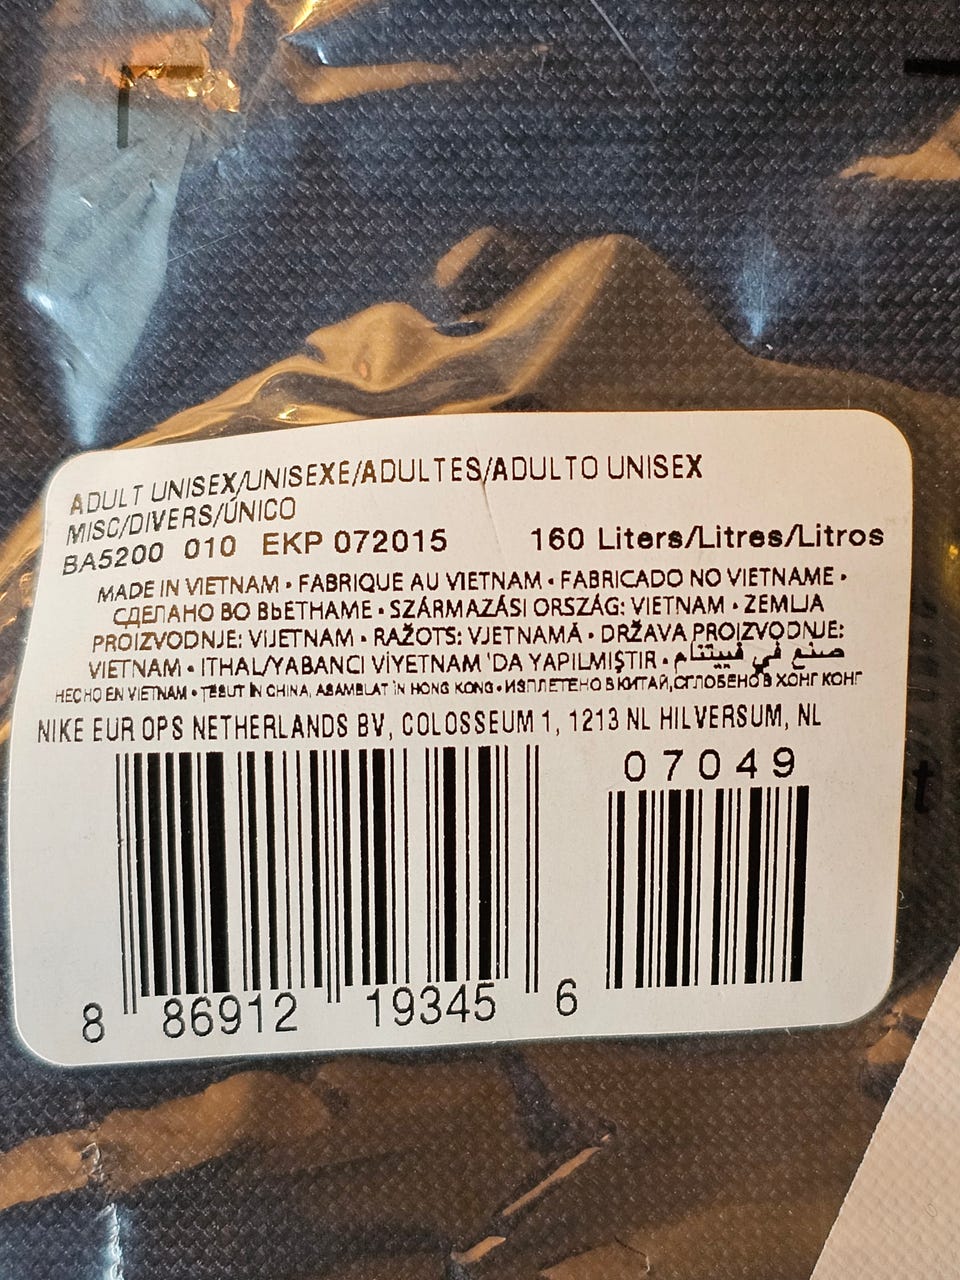 ADULT UNISEX/UNISEXE/ADULTES/ADULTO UNISEX
MISC/DIVERS/ÚNICO
BA5200 010 EKP 072015 160 Liters/Litres/Litros
MADE IN VIETNAM • FABRIQUE AU VIETNAM • FABRICADO NO VIETNAME •
СДЕЛАНО ВО ВЬЕТНАМЕ • SZÁRMAZÁSI ORSZÁG: VIETNAM • ZEMLJA
PROIZVODNJE: VIJETNAM • RAŽOTS: VJETNAMĀ • DRŽAVA PROIZVODNJE:
VIETNAM • ITHAL/YABANCI VİYETNAM 'DA YAPILMIŞTIR • صنع في فييتنام
HECHO EN VIETNAM • ȚESUT ÎN CHINA, ASAMBLAT ÎN HONG KONG • ИЗПЛЕТЕНО В КИТАЙ,СГЛОБЕНО В ХОНГ КОНГ
NIKE EUR OPS NETHERLANDS BV, COLOSSEUM 1, 1213 NL HILVERSUM, NL
07049
8 86912 19345 6